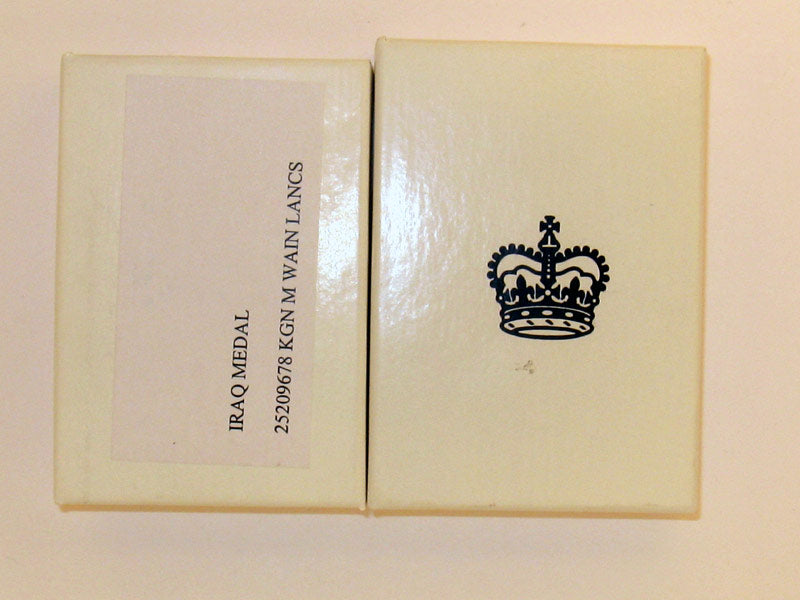 IRAQ MEDAL
25209678 KGN M WAIN LANCS